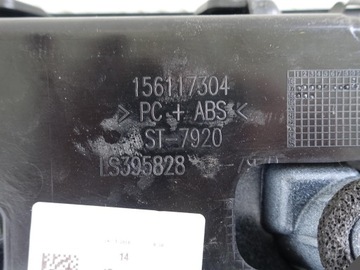 156117304
> PC + ABS <
ST-7920
LS395828
14